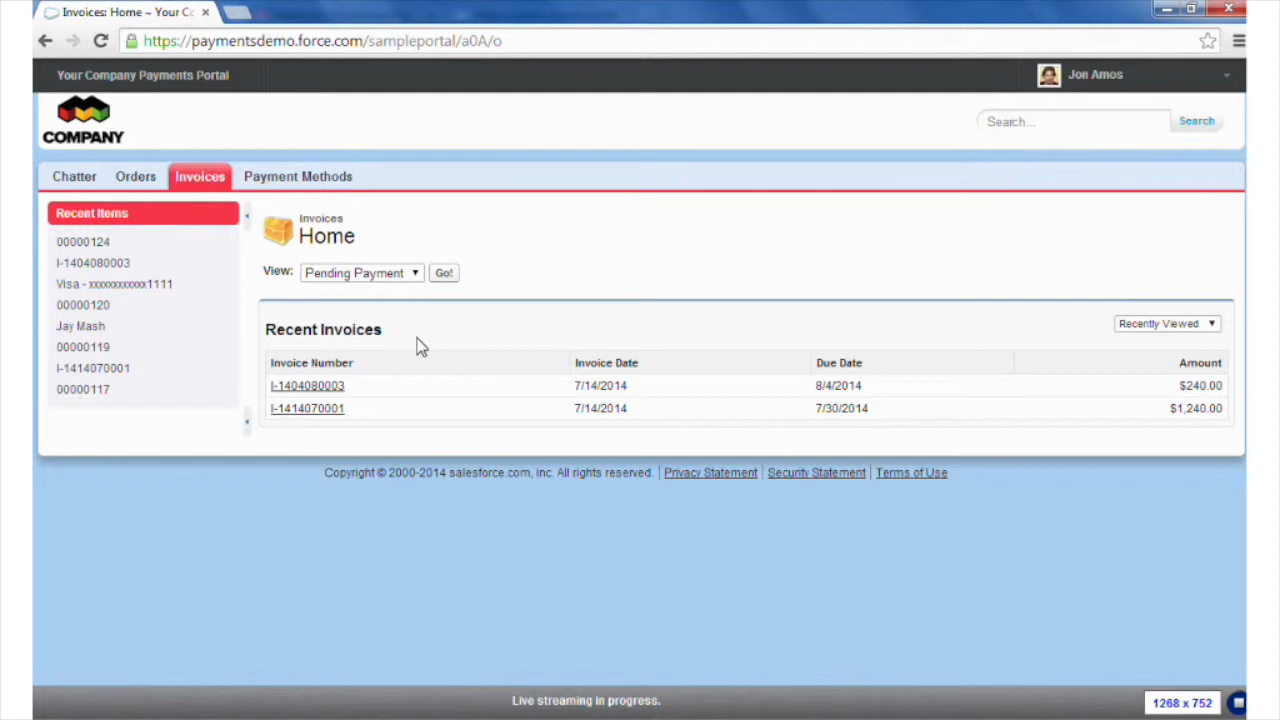 Invoices: Home ~ Your Co
https://paymentsdemo.force.com/sampleportal/a0A/o
Your Company Payments Portal
Jon Amos
COMPANY
Search...
Search
Chatter
Orders
Invoices
Payment Methods
Recent Items
00000124
I-1404080003
Visa - xxxxxxxxxxxx1111
00000120
Jay Mash
00000119
I-1414070001
00000117
Invoices
Home
View: Pending Payment Go!
Recent Invoices
Recently Viewed
Invoice Number Invoice Date Due Date Amount
I-1404080003 7/14/2014 8/4/2014 $240.00
I-1414070001 7/14/2014 7/30/2014 $1,240.00
Copyright © 2000-2014 salesforce.com, inc. All rights reserved. | Privacy Statement | Security Statement | Terms of Use
Live streaming in progress.
1268 x 752